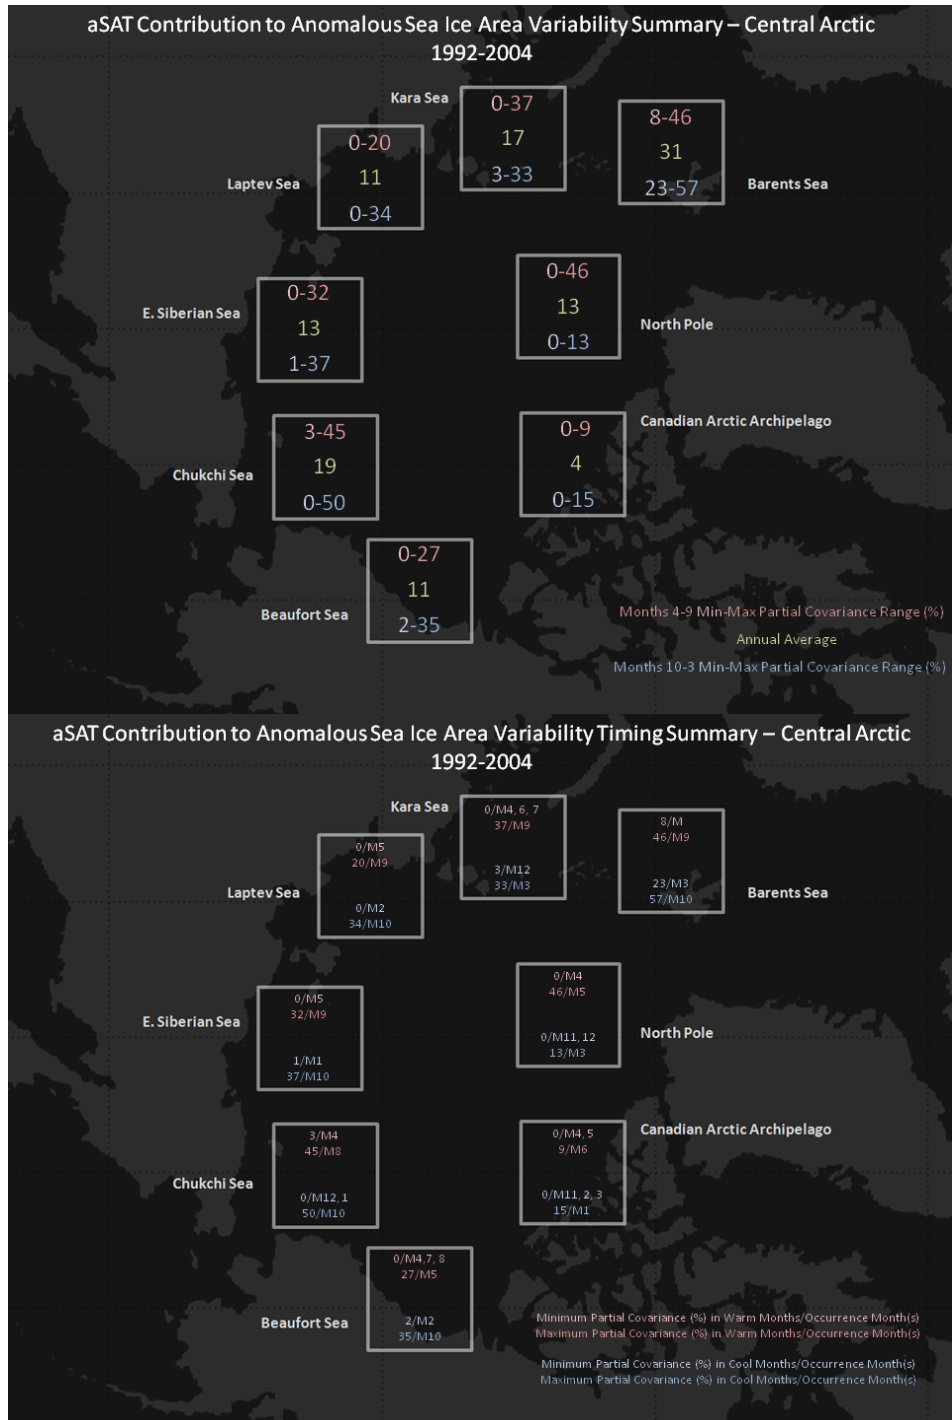 aSAT Contribution to Anomalous Sea Ice Area Variability Summary – Central Arctic
1992-2004
Kara Sea
0-37
17
3-33
8-46
31
23-57
Barents Sea
Laptev Sea
0-20
11
0-34
E. Siberian Sea
0-32
13
1-37
0-46
13
0-13
North Pole
Chukchi Sea
3-45
19
0-50
0-9
4
0-15
Canadian Arctic Archipelago
Beaufort Sea
0-27
11
2-35
Months 4-9 Min-Max Partial Covariance Range (%)
Annual Average
Months 10-3 Min-Max Partial Covariance Range (%)
aSAT Contribution to Anomalous Sea Ice Area Variability Timing Summary – Central Arctic
1992-2004
Kara Sea
0/M4, 6, 7
37/M9
3/M12
33/M3
8/M
46/M9
23/M3
57/M10
Barents Sea
Laptev Sea
0/M5
20/M9
0/M2
34/M10
E. Siberian Sea
0/M5
32/M9
1/M1
37/M10
0/M4
46/M5
0/M11, 12
13/M3
North Pole
Chukchi Sea
3/M4
45/M8
0/M12, 1
50/M10
0/M4, 5
9/M6
0/M11, 2, 3
15/M1
Canadian Arctic Archipelago
Beaufort Sea
0/M4,7, 8
27/M5
2/M2
35/M10
Minimum Partial Covariance (%) in Warm Months/Occurrence Month(s)
Maximum Partial Covariance (%) in Warm Months/Occurrence Month(s)
Minimum Partial Covariance (%) in Cool Months/Occurrence Month(s)
Maximum Partial Covariance (%) in Cool Months/Occurrence Month(s)